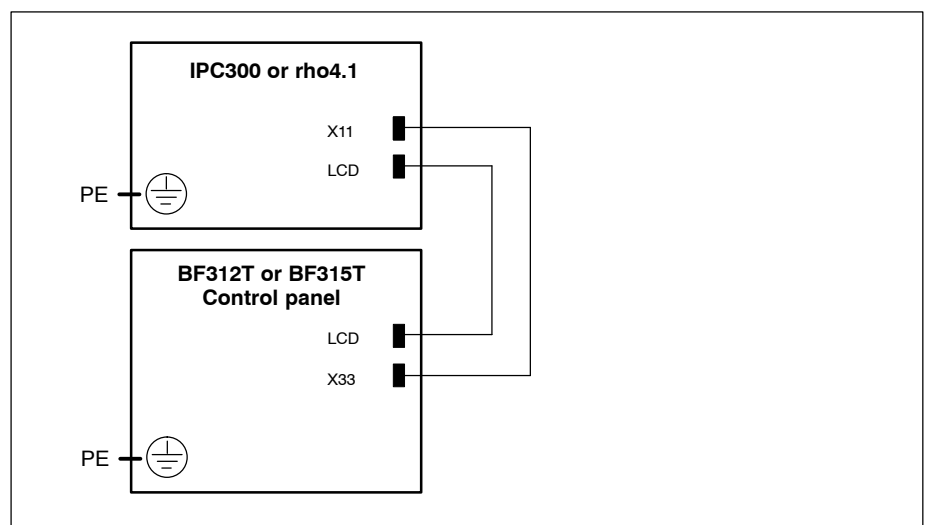 IPC300 or rho4.1
X11
LCD
PE
BF312T or BF315T
Control panel
LCD
X33
PE